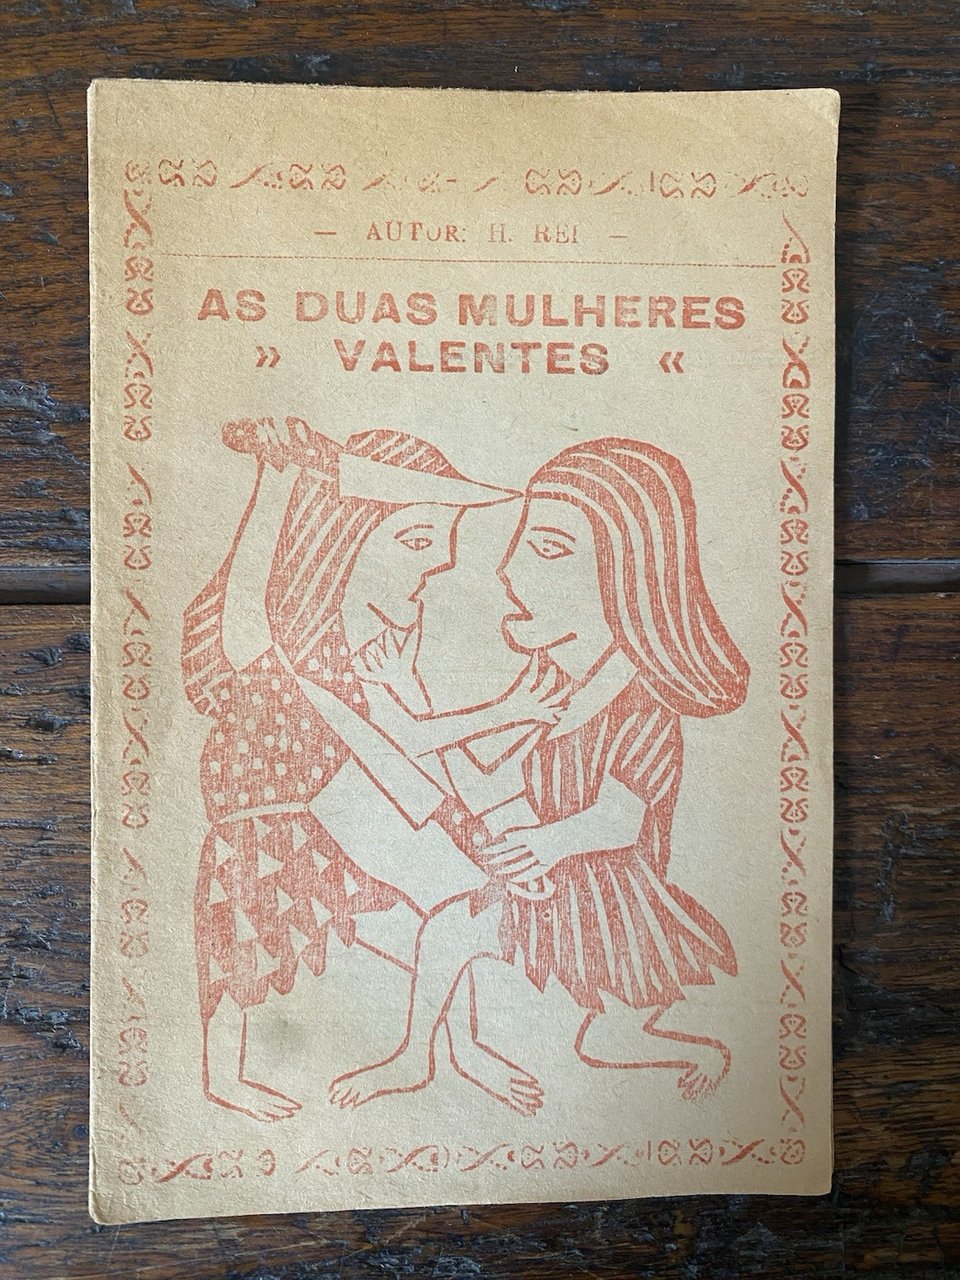 — AUTOR: H. REI —
AS DUAS MULHERES
» VALENTES «